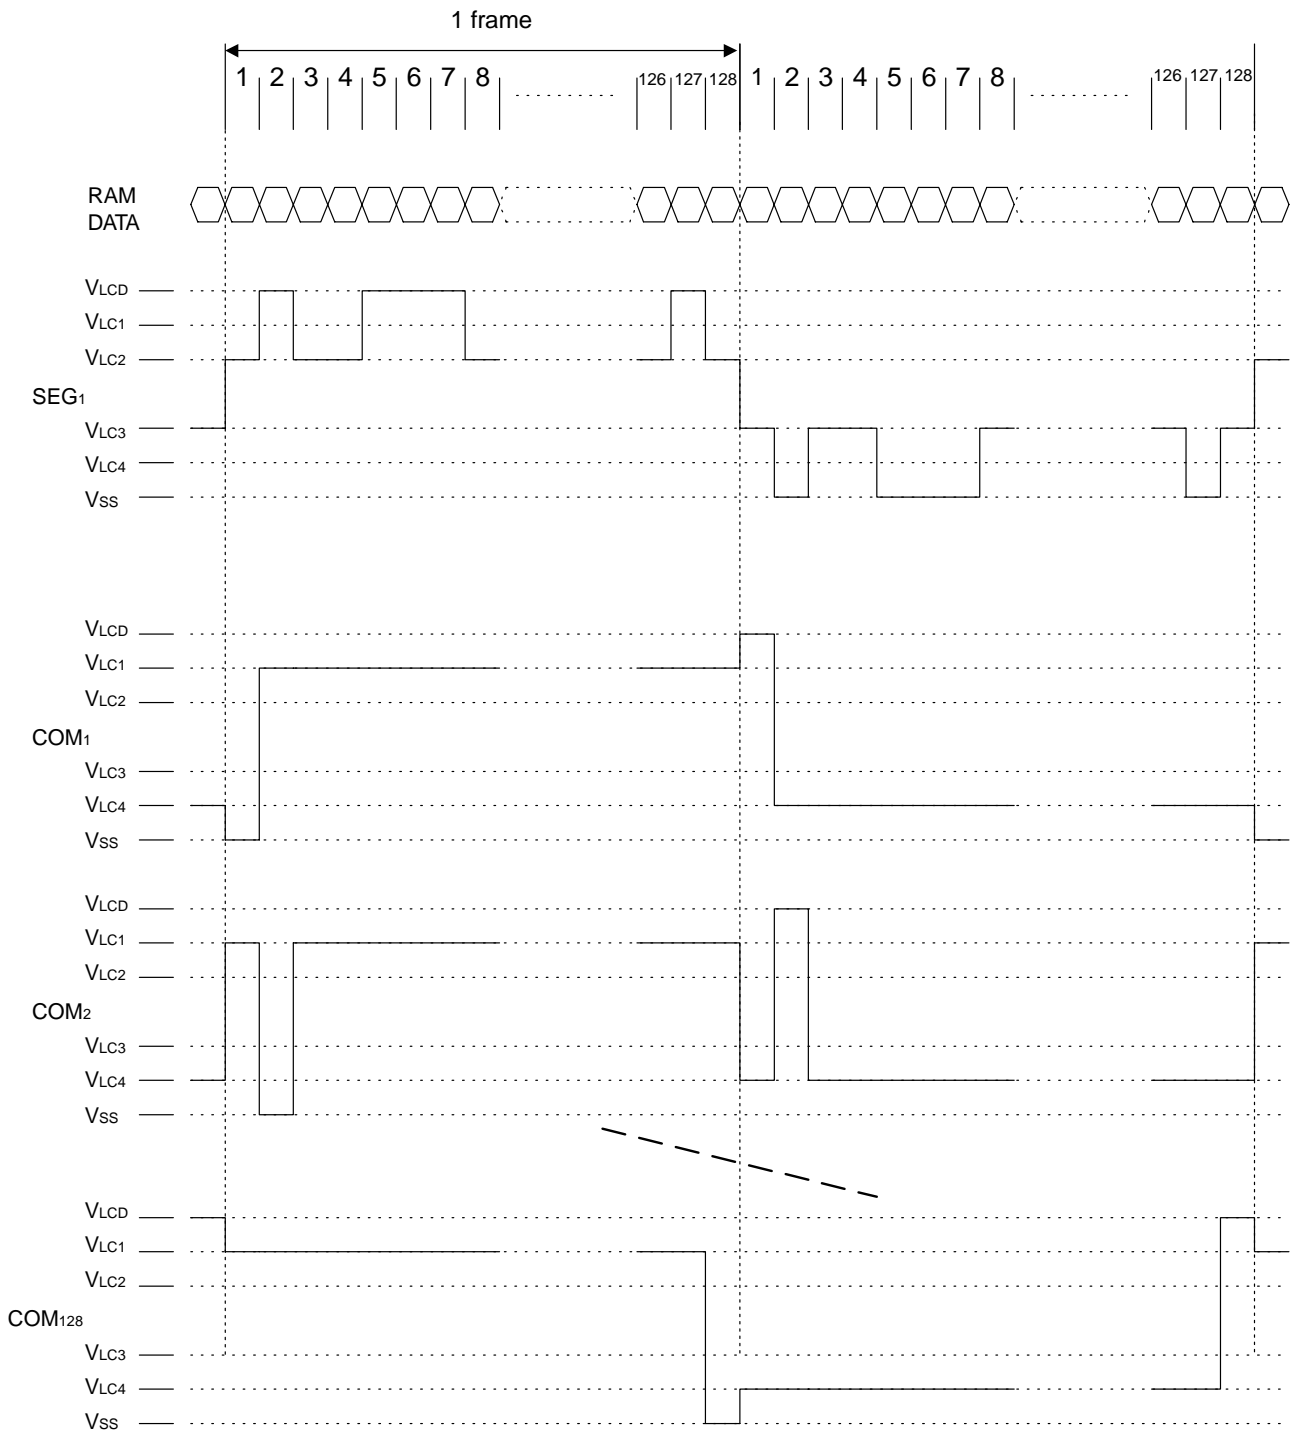 1 frame
1 2 3 4 5 6 7 8 126 127 128 1 2 3 4 5 6 7 8 126 127 128
RAM
DATA
VLCD
VLC1
VLC2
SEG1
VLC3
VLC4
VSS
VLCD
VLC1
VLC2
COM1
VLC3
VLC4
VSS
VLCD
VLC1
VLC2
COM2
VLC3
VLC4
VSS
VLCD
VLC1
VLC2
COM128
VLC3
VLC4
VSS